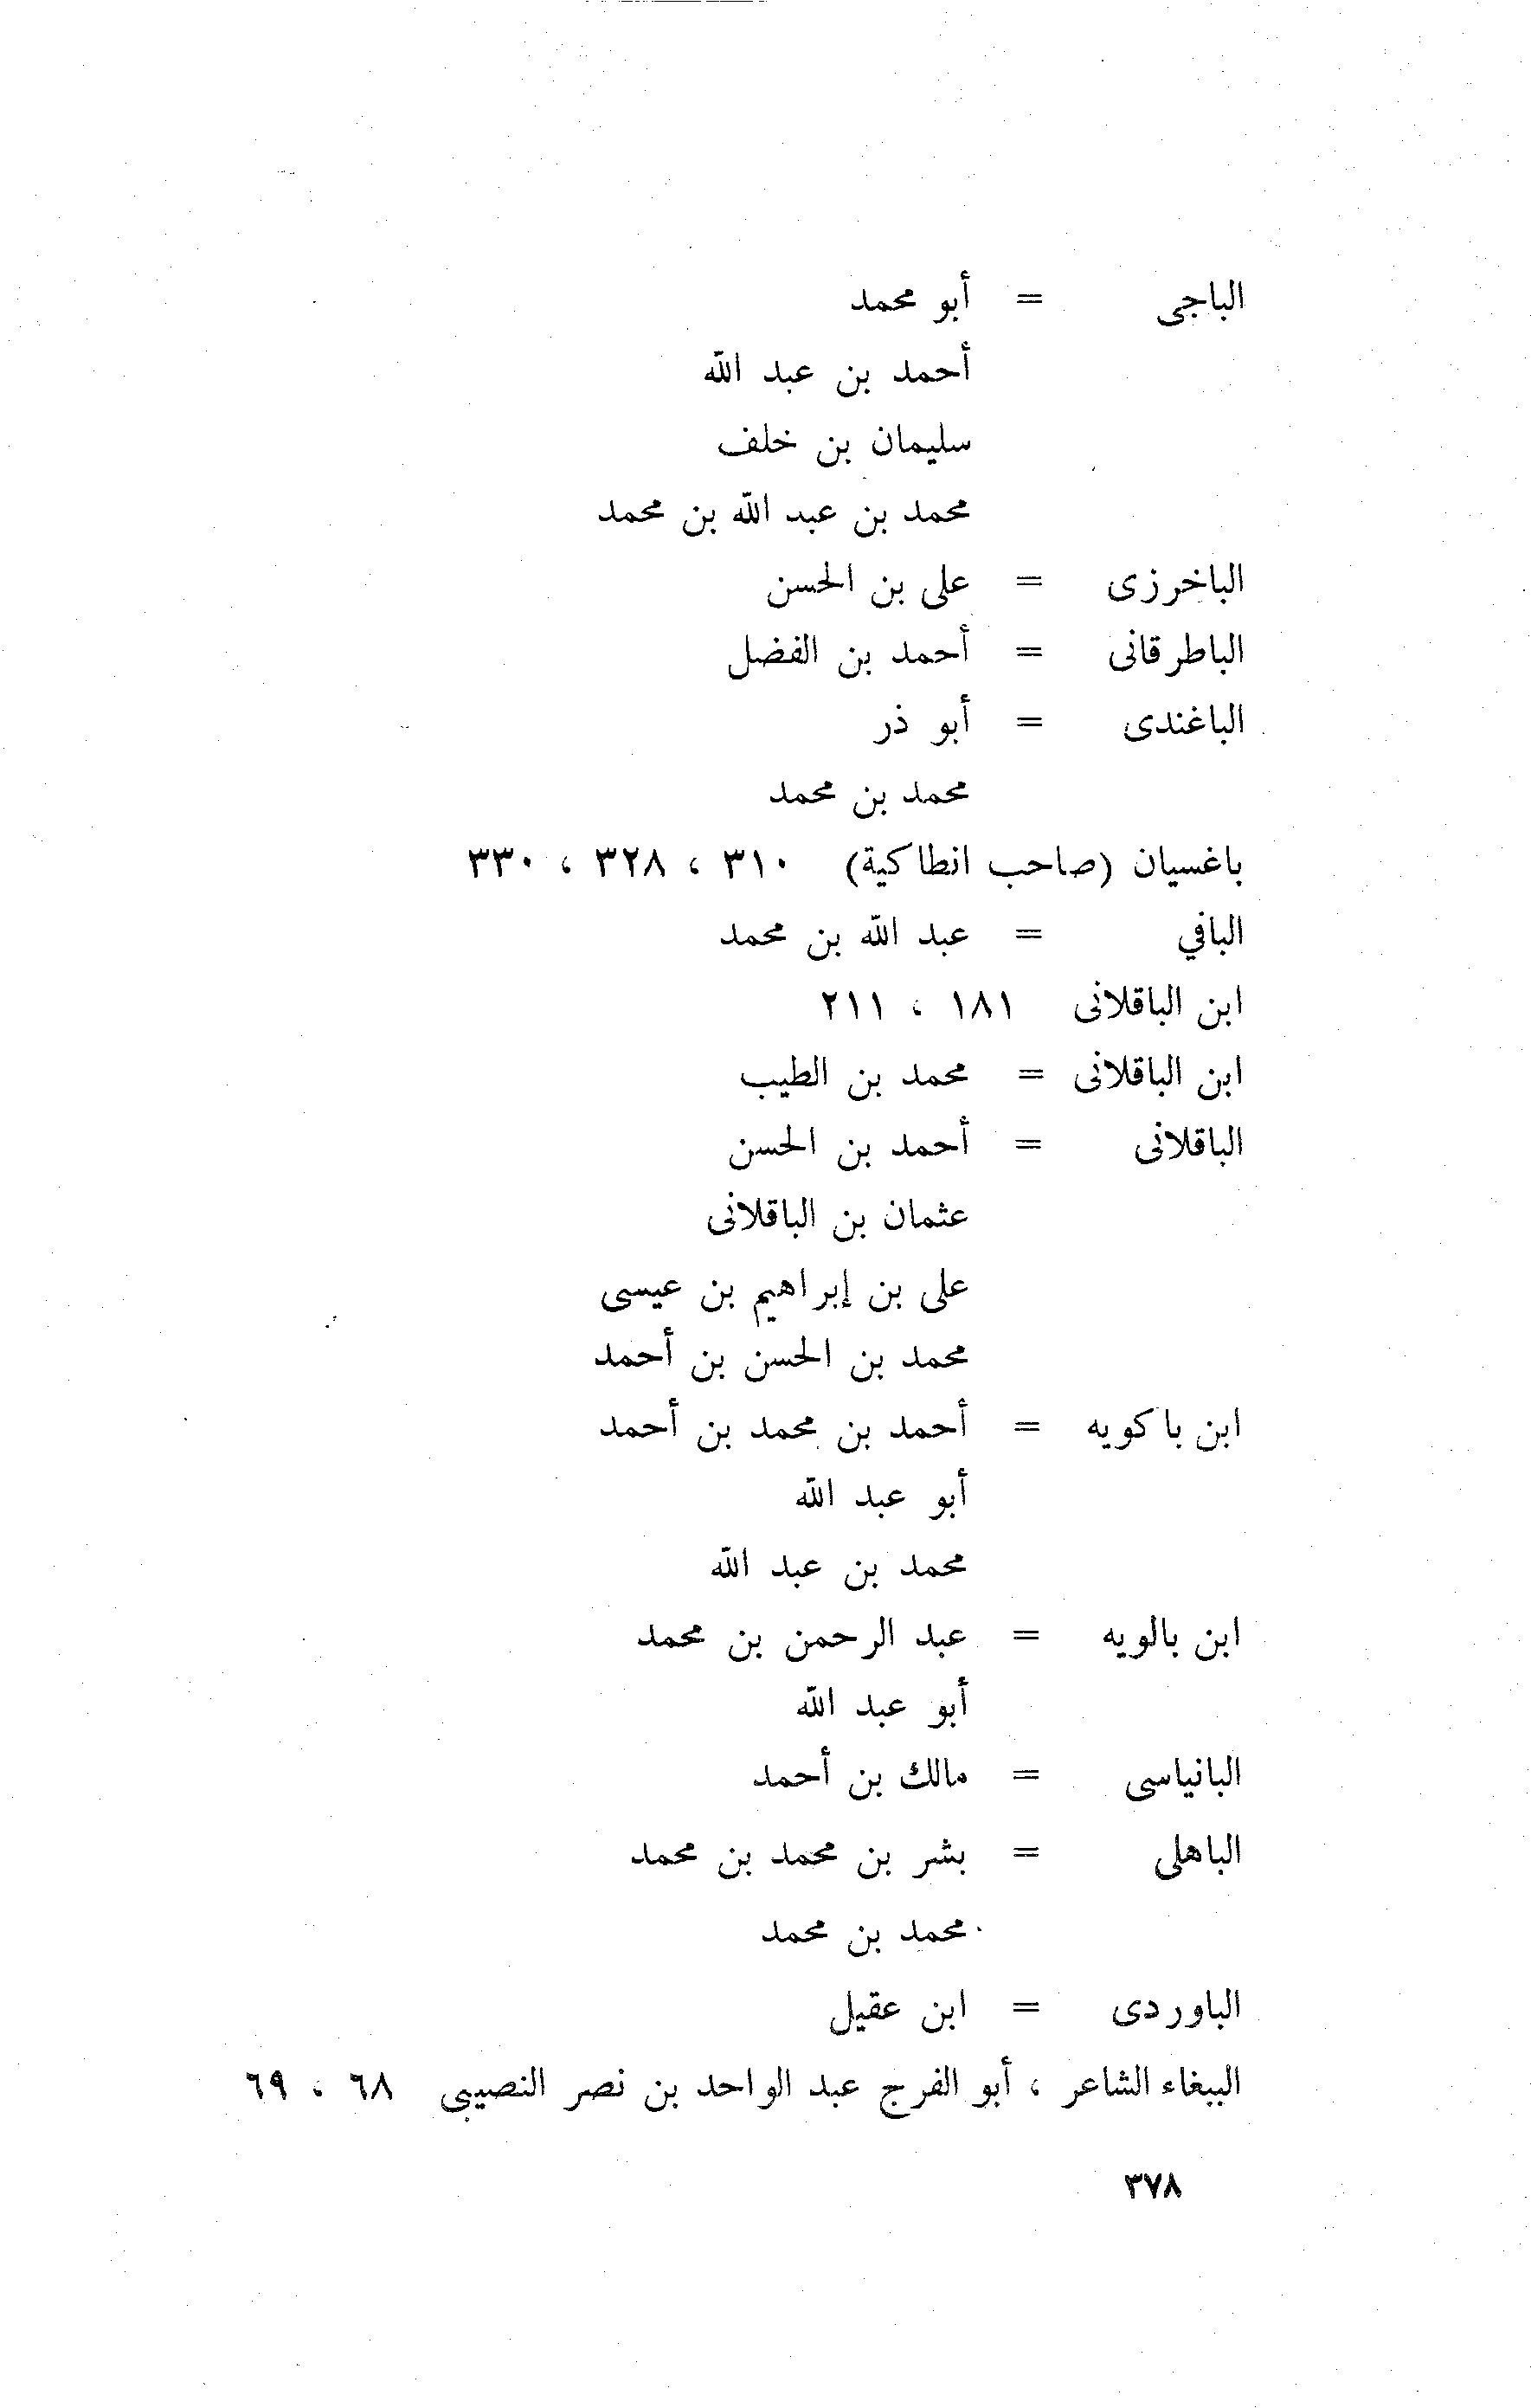 الباجى = أبو محمد
أحمد بن عبد الله
سليمان بن خلف
محمد بن عبد الله بن محمد
الباخرزى = على بن الحسن
الباطرقانى = أحمد بن الفضل
الباغندى = أبو ذر
محمد بن محمد
باغسيان (صاحب انطاكية) ٣١٠ ، ٣٢٨ ، ٣٣٠
البافي = عبد الله بن محمد
ابن الباقلانى ١٨١ ، ٢١١
ابن الباقلانى = محمد بن الطيب
الباقلانى = أحمد بن الحسن
عثمان بن الباقلانى
على بن إبراهيم بن عيسى
محمد بن الحسن بن أحمد
ابن باكويه = أحمد بن محمد بن أحمد
أبو عبد الله
محمد بن عبد الله
ابن بالويه = عبد الرحمن بن محمد
أبو عبد الله
البانياسى = مالك بن أحمد
الباهلى = بشر بن محمد بن محمد
محمد بن محمد
الباوردى = ابن عقيل
الببغاء الشاعر ، أبو الفرج عبد الواحد بن نصر النصيبى ٦٨ ، ٦٩
٣٧٨